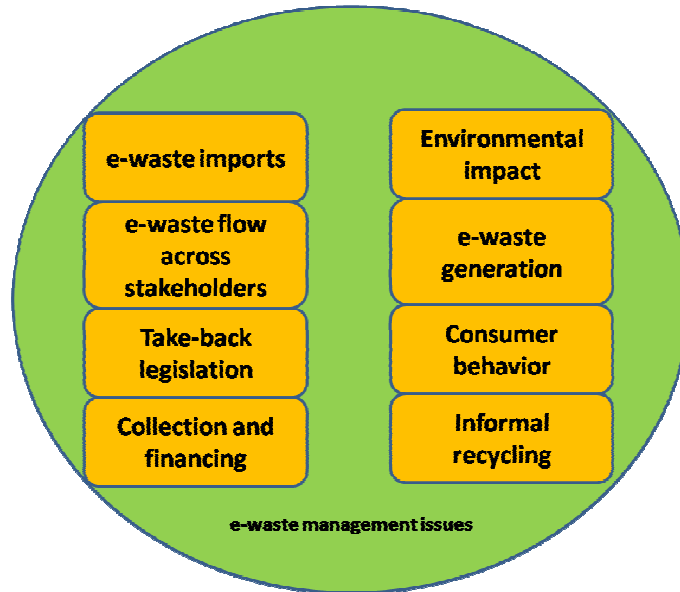 e-waste imports
e-waste flow
across
stakeholders
Take-back
legislation
Collection and
financing
Environmental
impact
e-waste
generation
Consumer
behavior
Informal
recycling
e-waste management issues